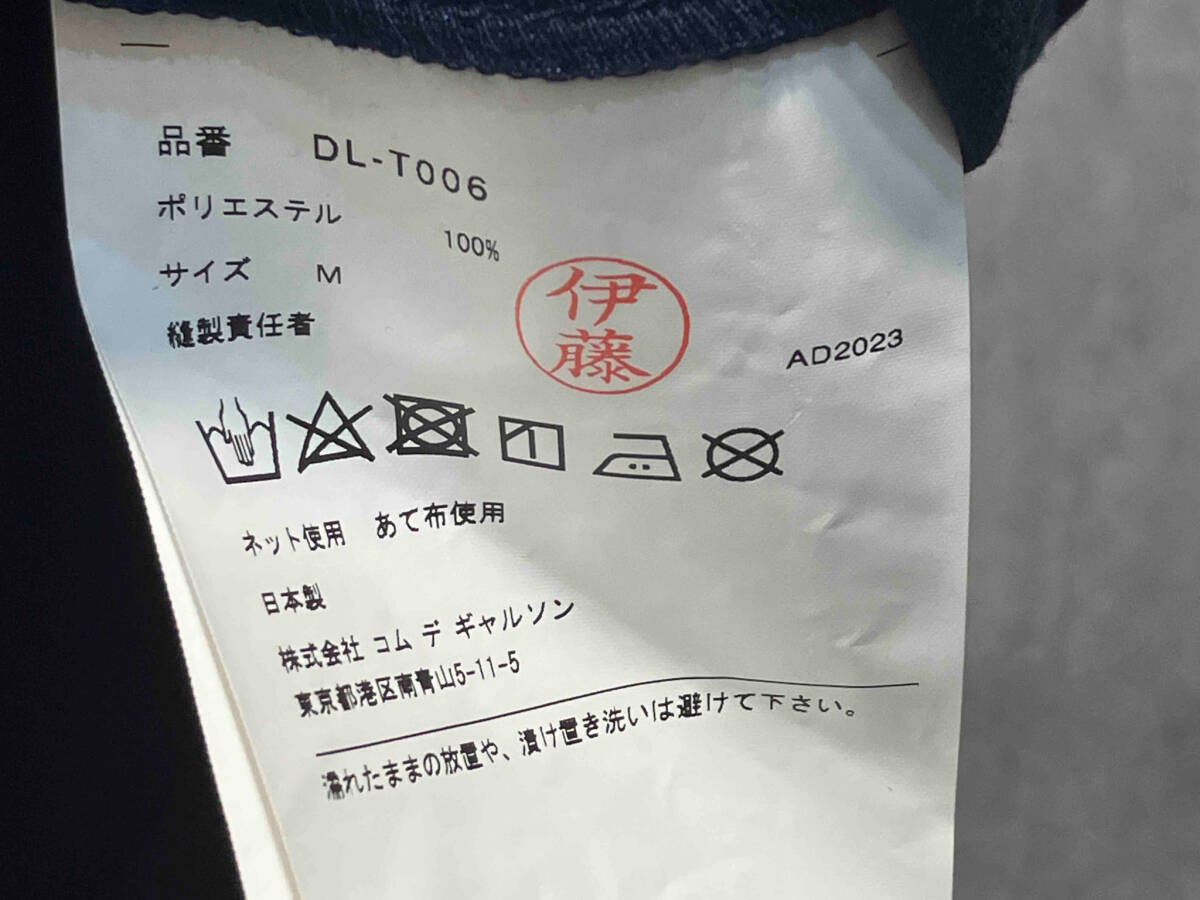 品番 DL-T006
ポリエステル 100%
サイズ M
縫製責任者 伊藤
AD2023
ネット使用 あて布使用
日本製
株式会社 コム デ ギャルソン
東京都港区南青山5-11-5
濡れたままの放置や、漬け置き洗いは避けて下さい。